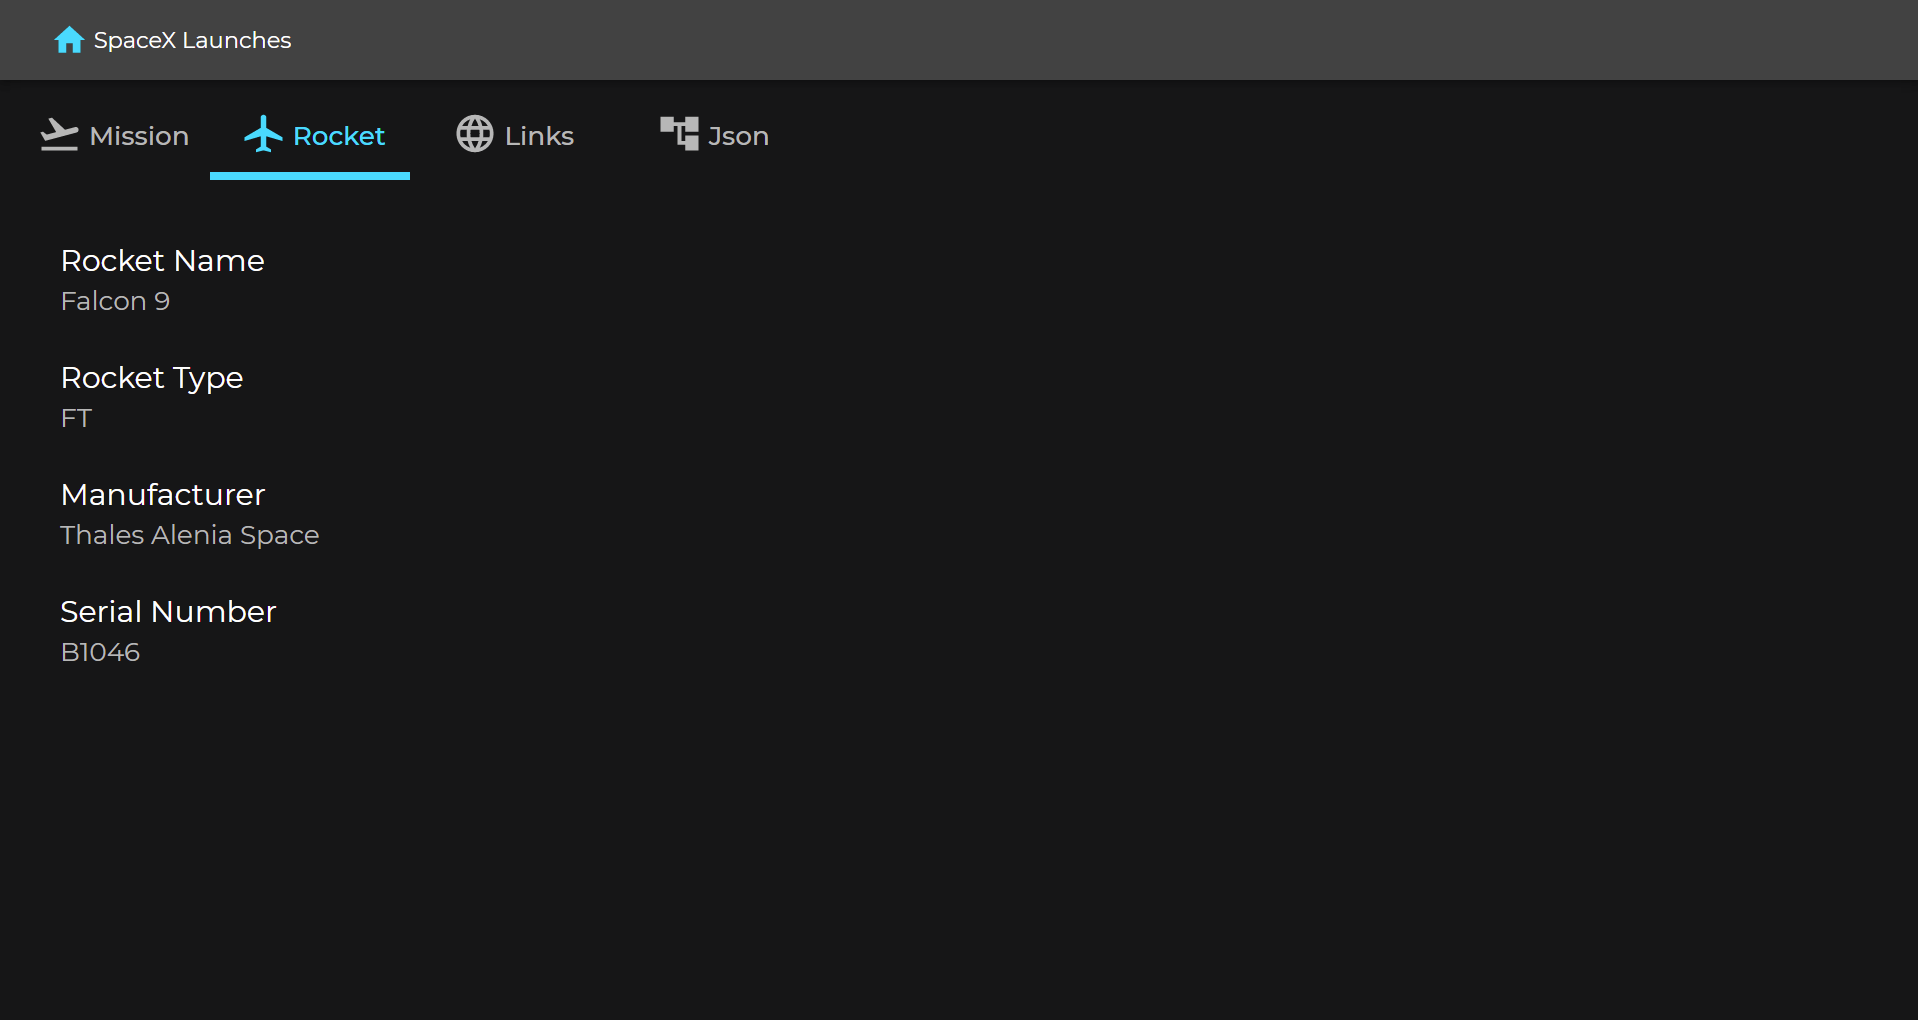 SpaceX Launches
Mission Rocket Links Json
Rocket Name
Falcon 9
Rocket Type
FT
Manufacturer
Thales Alenia Space
Serial Number
B1046